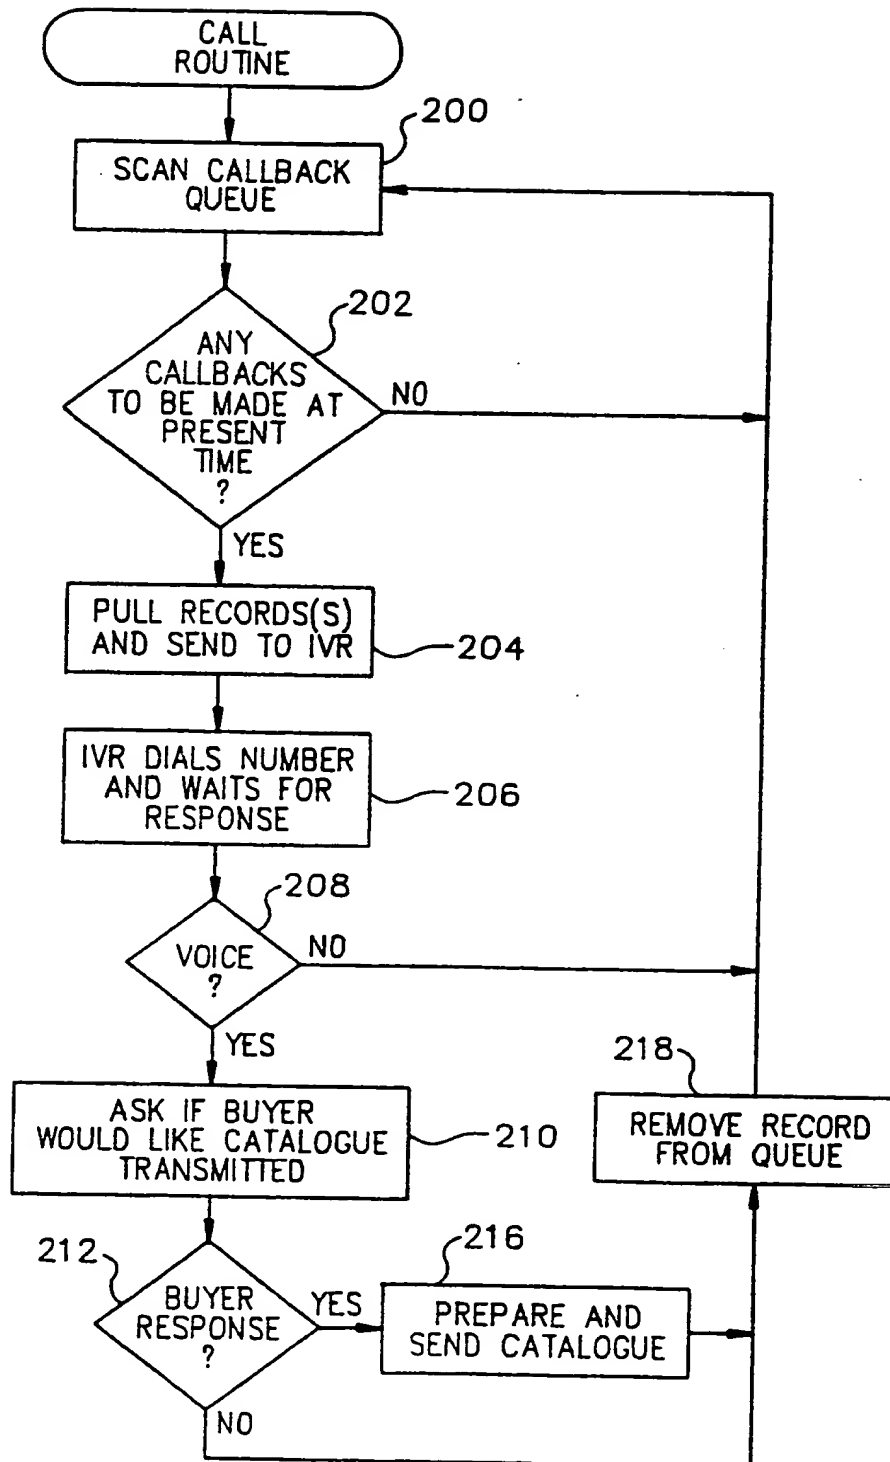 CALL
ROUTINE
200
SCAN CALLBACK
QUEUE
202
ANY
CALLBACKS
TO BE MADE AT
PRESENT
TIME
?
NO
YES
PULL RECORDS(S)
AND SEND TO IVR
204
IVR DIALS NUMBER
AND WAITS FOR
RESPONSE
206
208
VOICE
?
NO
YES
218
ASK IF BUYER
WOULD LIKE CATALOGUE
TRANSMITTED
210
REMOVE RECORD
FROM QUEUE
212
216
BUYER
RESPONSE
?
YES
PREPARE AND
SEND CATALOGUE
NO